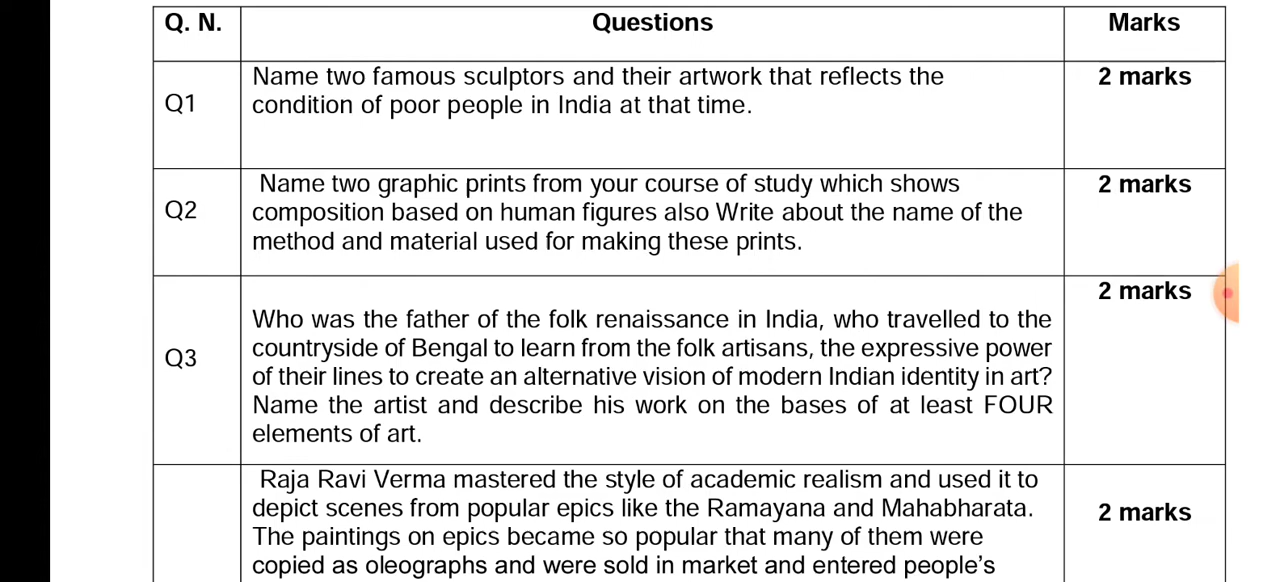 Q. N. Questions Marks
Name two famous sculptors and their artwork that reflects the 2 marks
Q1 condition of poor people in India at that time.
Name two graphic prints from your course of study which shows 2 marks
Q2 composition based on human figures also Write about the name of the
method and material used for making these prints.
2 marks
Who was the father of the folk renaissance in India, who travelled to the
countryside of Bengal to learn from the folk artisans, the expressive power
Q3 of their lines to create an alternative vision of modern Indian identity in art?
Name the artist and describe his work on the bases of at least FOUR
elements of art.
Raja Ravi Verma mastered the style of academic realism and used it to
depict scenes from popular epics like the Ramayana and Mahabharata. 2 marks
The paintings on epics became so popular that many of them were
copied as oleographs and were sold in market and entered people’s